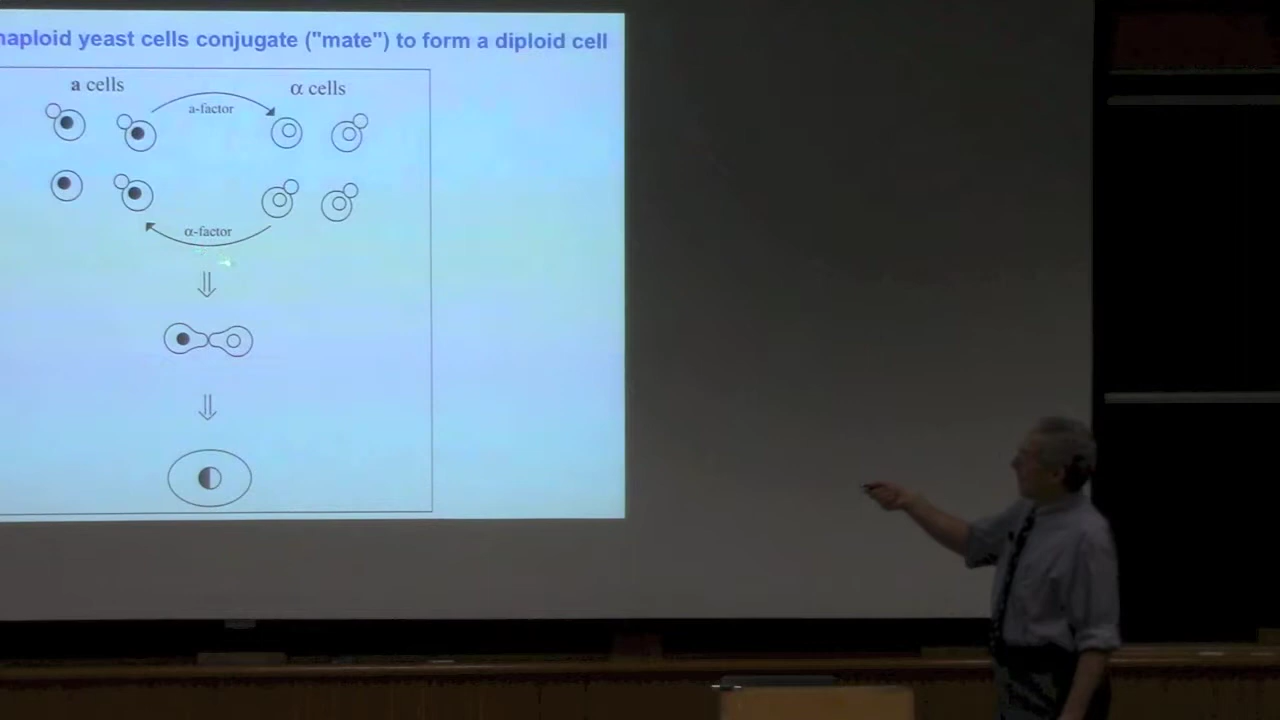 haploid yeast cells conjugate ("mate") to form a diploid cell
a cells
α cells
a-factor
α-factor